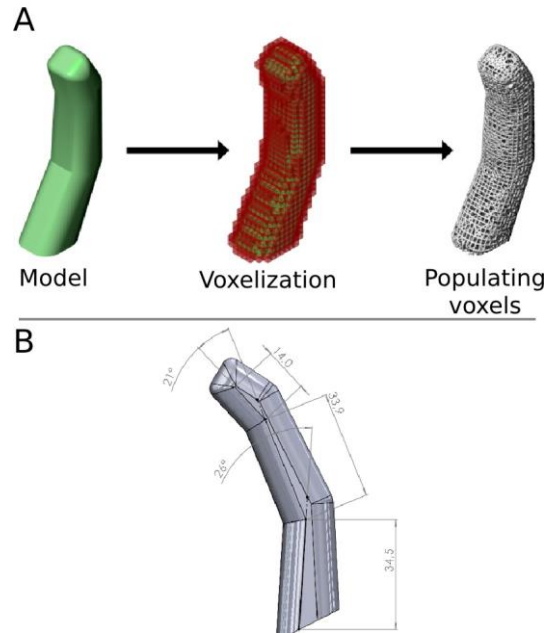 A
Model
Voxelization
Populating
voxels
B
21°
14.0
33.9
26°
34.5